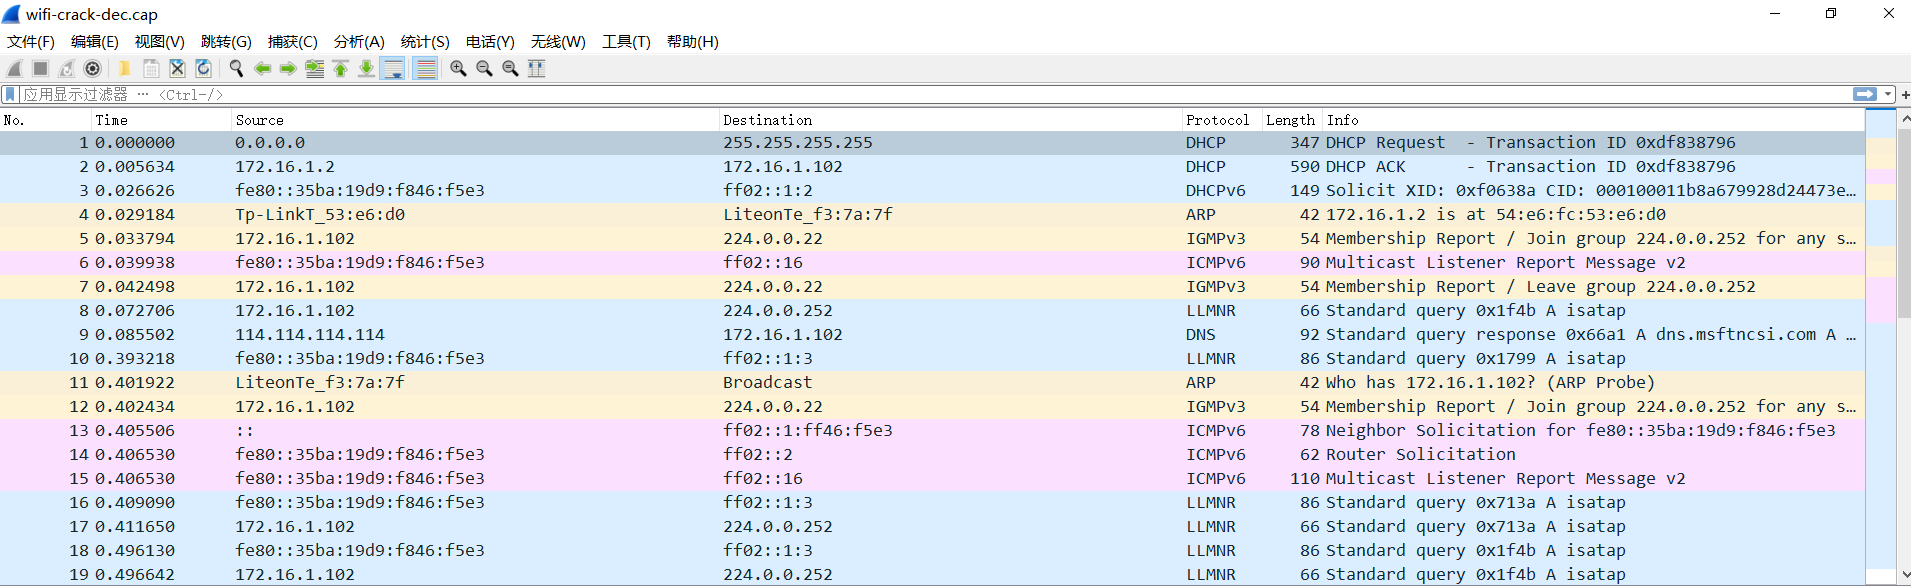 wifi-crack-dec.cap
文件(F) 编辑(E) 视图(V) 跳转(G) 捕获(C) 分析(A) 统计(S) 电话(Y) 无线(W) 工具(T) 帮助(H)
应用显示过滤器 … <Ctrl-/>
No. Time Source Destination Protocol Length Info
1 0.000000 0.0.0.0 255.255.255.255 DHCP 347 DHCP Request - Transaction ID 0xdf838796
2 0.005634 172.16.1.2 172.16.1.102 DHCP 590 DHCP ACK - Transaction ID 0xdf838796
3 0.026626 fe80::35ba:19d9:f846:f5e3 ff02::1:2 DHCPv6 149 Solicit XID: 0xf0638a CID: 000100011b8a679928d24473e…
4 0.029184 Tp-LinkT_53:e6:d0 LiteonTe_f3:7a:7f ARP 42 172.16.1.2 is at 54:e6:fc:53:e6:d0
5 0.033794 172.16.1.102 224.0.0.22 IGMPv3 54 Membership Report / Join group 224.0.0.252 for any s…
6 0.039938 fe80::35ba:19d9:f846:f5e3 ff02::16 ICMPv6 90 Multicast Listener Report Message v2
7 0.042498 172.16.1.102 224.0.0.22 IGMPv3 54 Membership Report / Leave group 224.0.0.252
8 0.072706 172.16.1.102 224.0.0.252 LLMNR 66 Standard query 0x1f4b A isatap
9 0.085502 114.114.114.114 172.16.1.102 DNS 92 Standard query response 0x66a1 A dns.msftncsi.com A …
10 0.393218 fe80::35ba:19d9:f846:f5e3 ff02::1:3 LLMNR 86 Standard query 0x1799 A isatap
11 0.401922 LiteonTe_f3:7a:7f Broadcast ARP 42 Who has 172.16.1.102? (ARP Probe)
12 0.402434 172.16.1.102 224.0.0.22 IGMPv3 54 Membership Report / Join group 224.0.0.252 for any s…
13 0.405506 :: ff02::1:ff46:f5e3 ICMPv6 78 Neighbor Solicitation for fe80::35ba:19d9:f846:f5e3
14 0.406530 fe80::35ba:19d9:f846:f5e3 ff02::2 ICMPv6 62 Router Solicitation
15 0.406530 fe80::35ba:19d9:f846:f5e3 ff02::16 ICMPv6 110 Multicast Listener Report Message v2
16 0.409090 fe80::35ba:19d9:f846:f5e3 ff02::1:3 LLMNR 86 Standard query 0x713a A isatap
17 0.411650 172.16.1.102 224.0.0.252 LLMNR 66 Standard query 0x713a A isatap
18 0.496130 fe80::35ba:19d9:f846:f5e3 ff02::1:3 LLMNR 86 Standard query 0x1f4b A isatap
19 0.496642 172.16.1.102 224.0.0.252 LLMNR 66 Standard query 0x1f4b A isatap